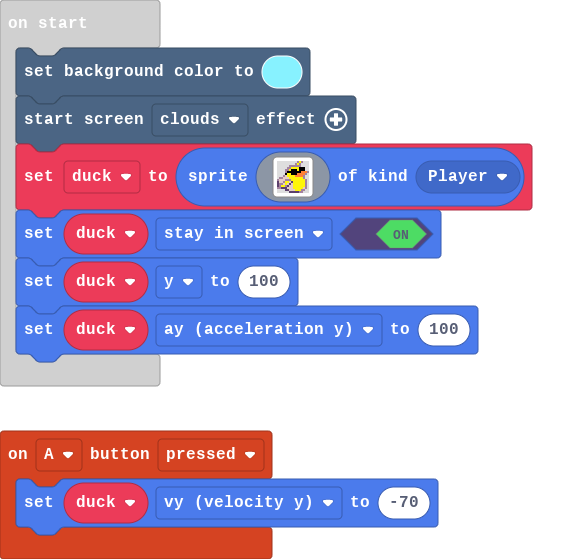 on start
set background color to
start screen clouds effect
set duck to sprite of kind Player
set duck stay in screen ON
set duck y to 100
set duck ay (acceleration y) to 100
on A button pressed
set duck vy (velocity y) to -70